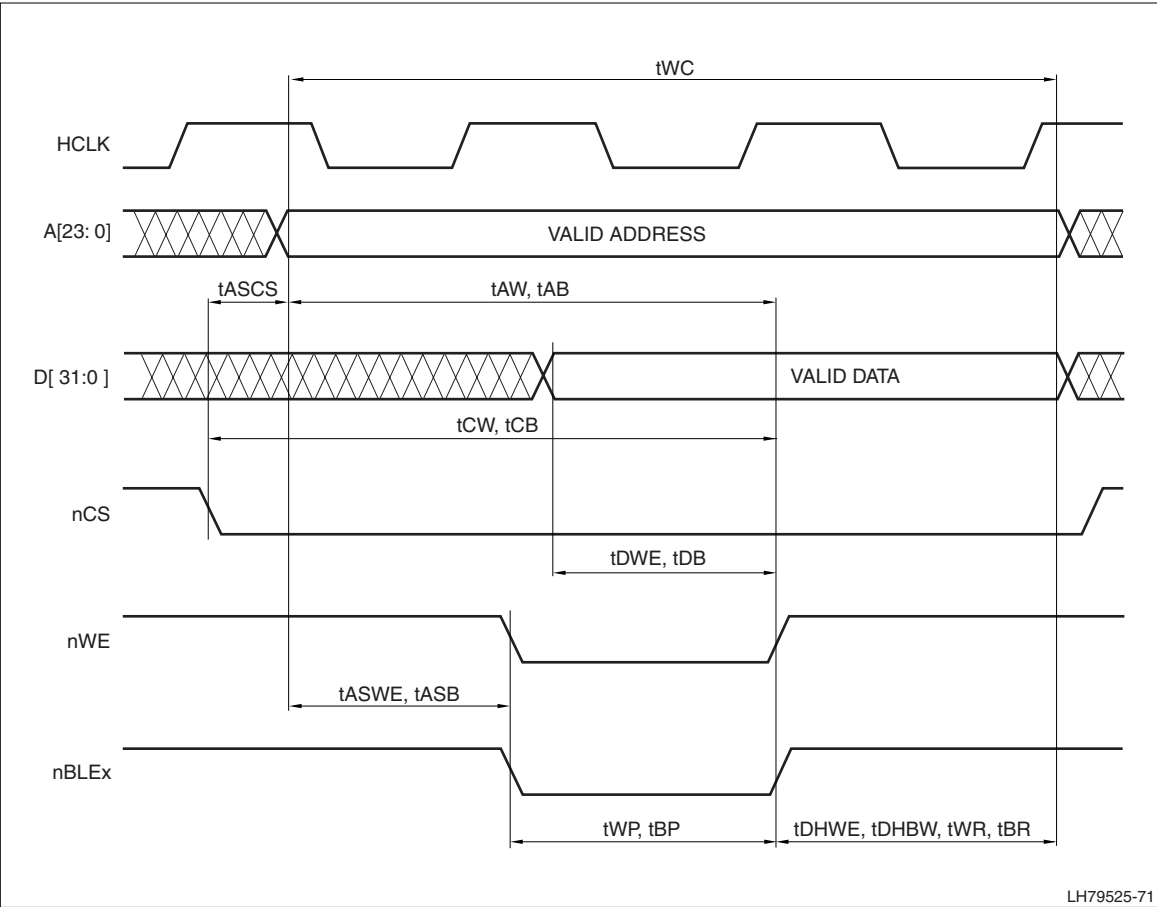 tWC
HCLK
A[23: 0]
VALID ADDRESS
tASCS
tAW, tAB
D[ 31:0 ]
VALID DATA
tCW, tCB
nCS
tDWE, tDB
nWE
tASWE, tASB
nBLEx
tWP, tBP
tDHWE, tDHBW, tWR, tBR
LH79525-71